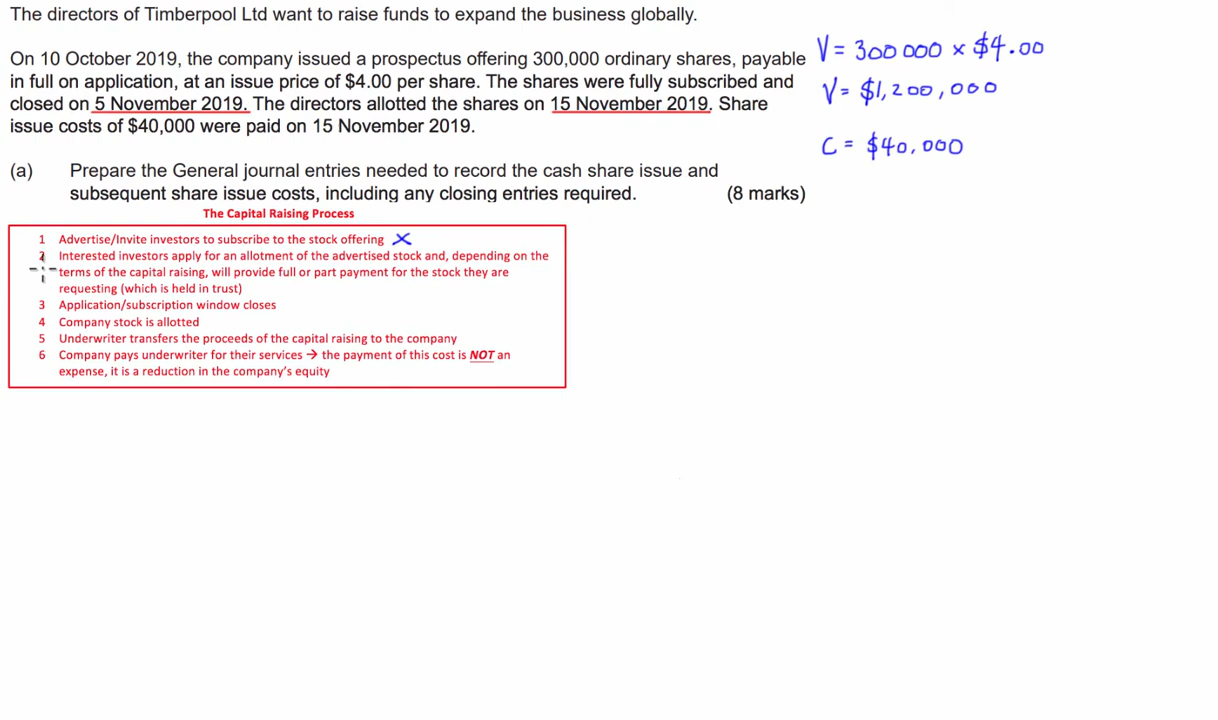 The directors of Timberpool Ltd want to raise funds to expand the business globally.
On 10 October 2019, the company issued a prospectus offering 300,000 ordinary shares, payable
in full on application, at an issue price of $4.00 per share. The shares were fully subscribed and
closed on 5 November 2019. The directors allotted the shares on 15 November 2019. Share
issue costs of $40,000 were paid on 15 November 2019.
V = 300 000 × $4.00
V = $1,200,000
C = $40,000
(a) Prepare the General journal entries needed to record the cash share issue and
subsequent share issue costs, including any closing entries required. (8 marks)
The Capital Raising Process
1 Advertise/Invite investors to subscribe to the stock offering X
2 Interested investors apply for an allotment of the advertised stock and, depending on the
terms of the capital raising, will provide full or part payment for the stock they are
requesting (which is held in trust)
3 Application/subscription window closes
4 Company stock is allotted
5 Underwriter transfers the proceeds of the capital raising to the company
6 Company pays underwriter for their services → the payment of this cost is NOT an
expense, it is a reduction in the company's equity